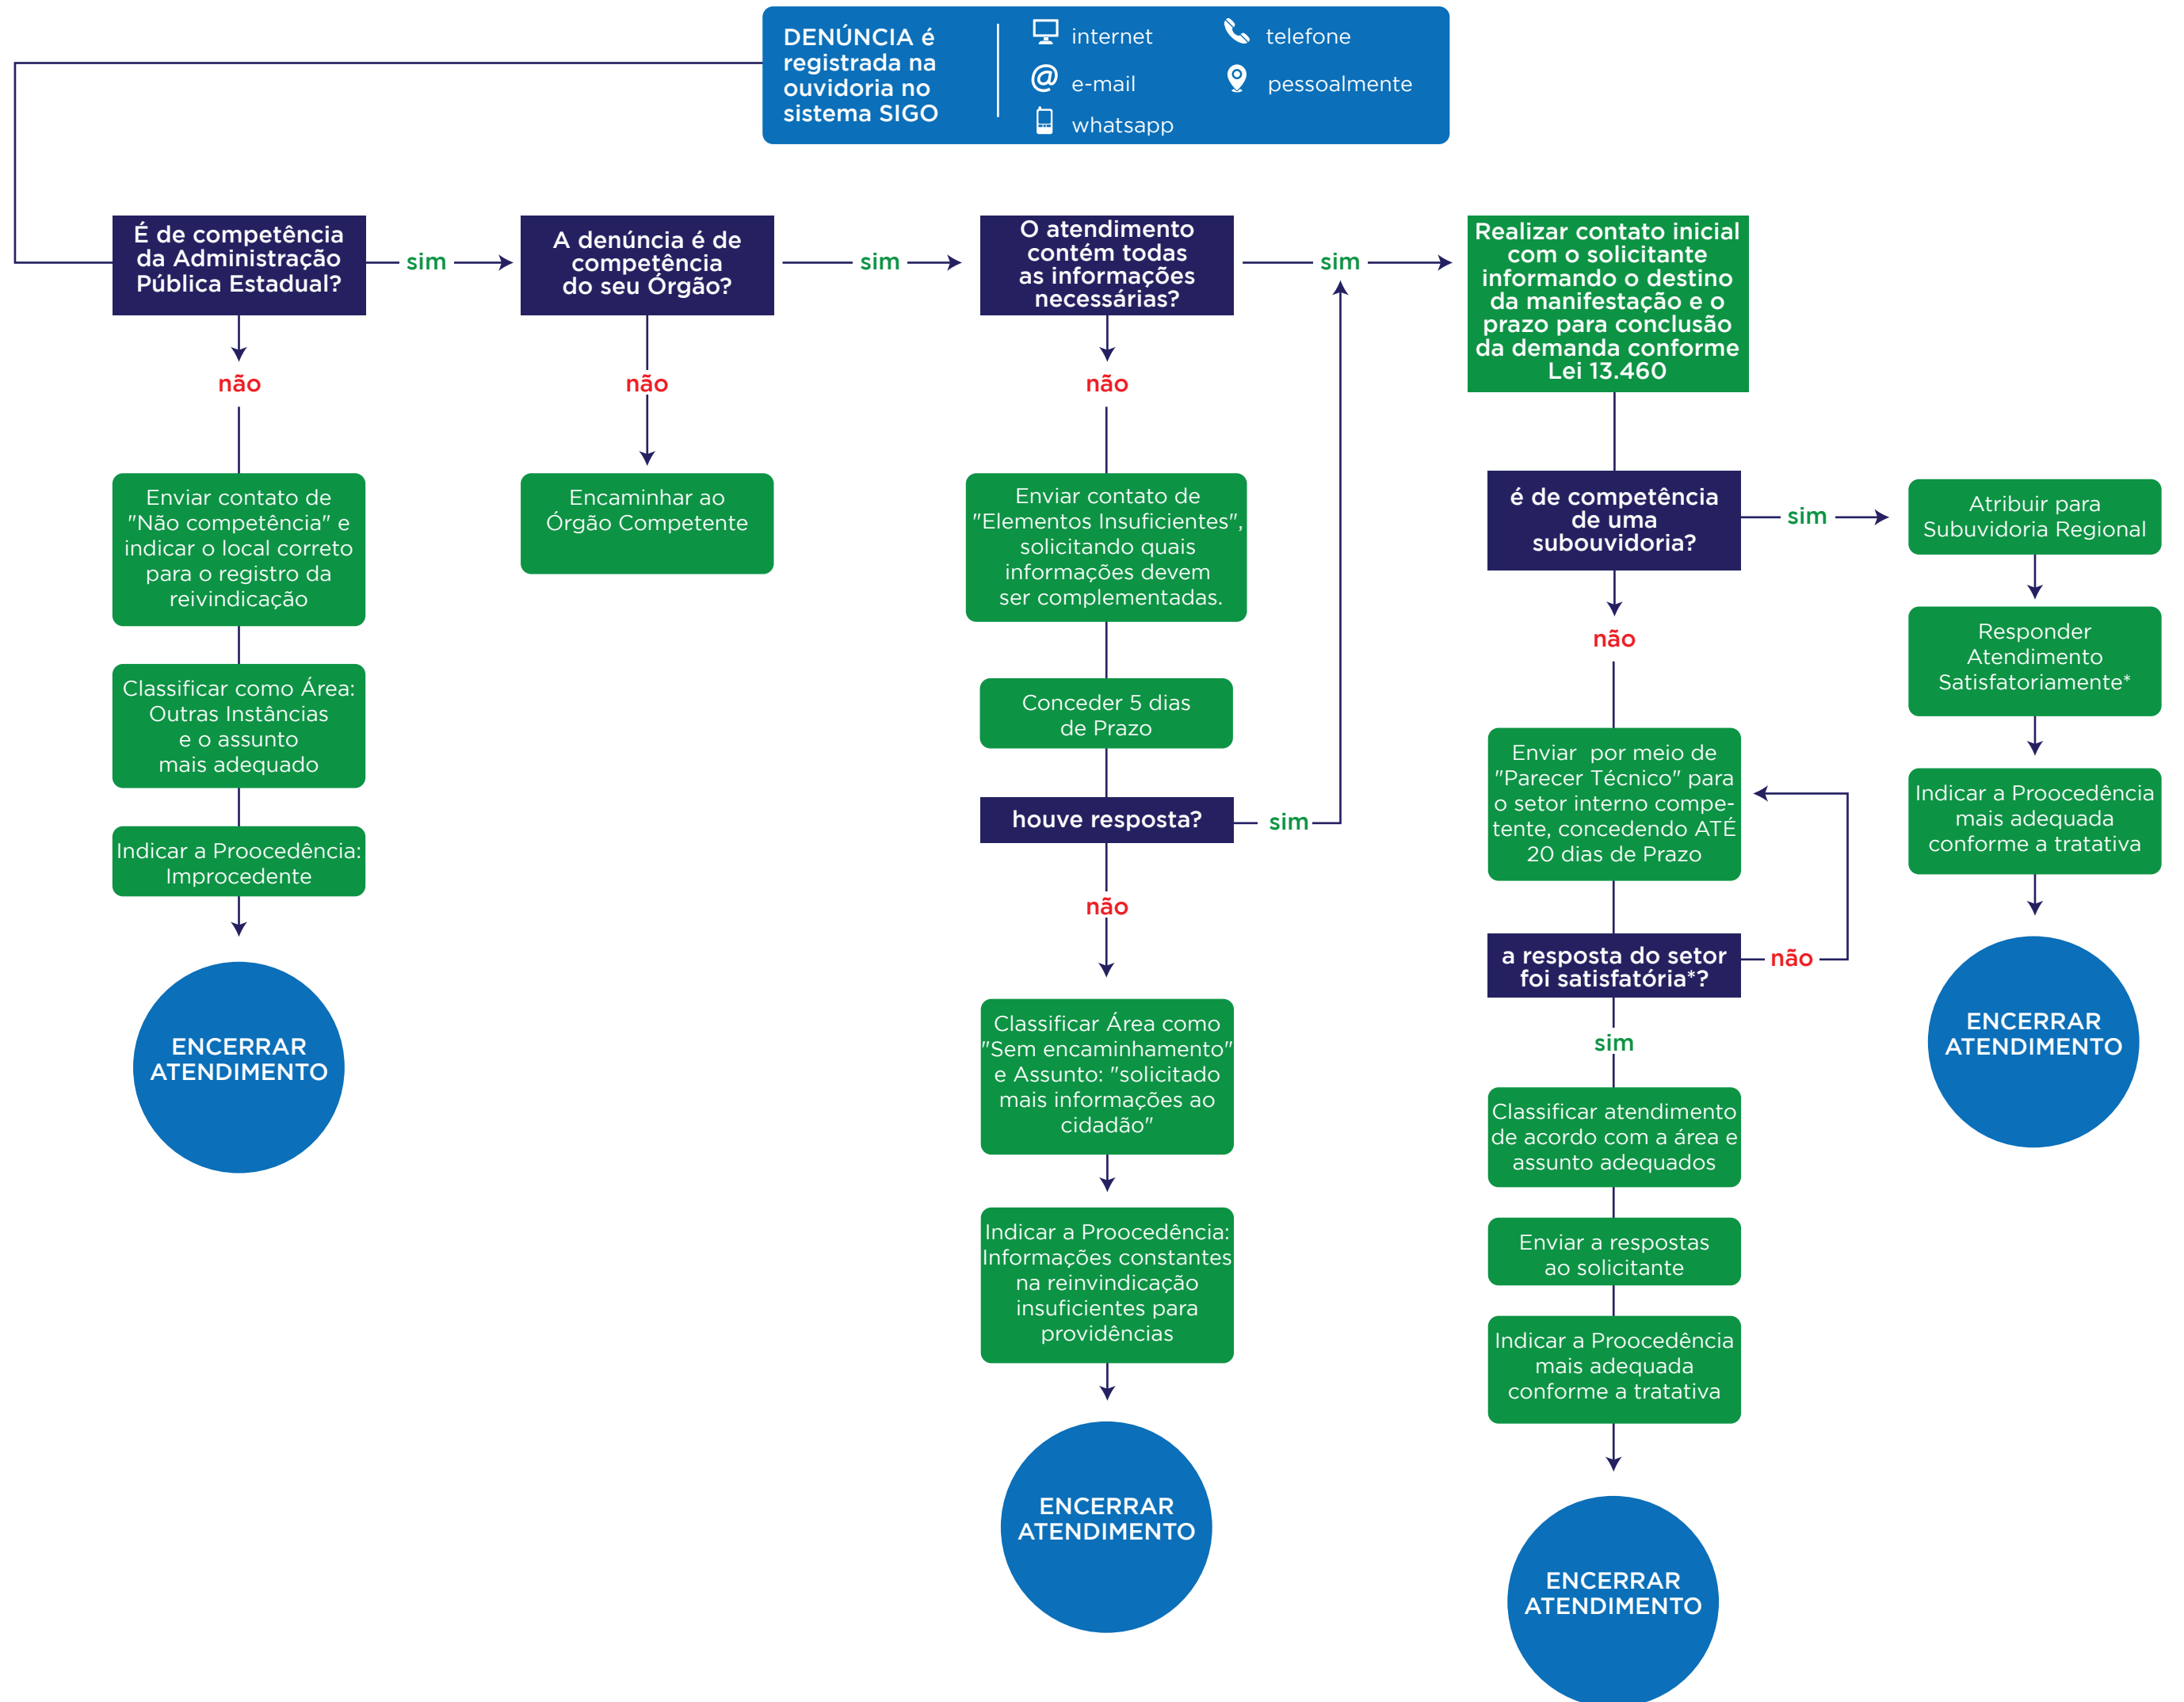 DENÚNCIA é
registrada na
ouvidoria no
sistema SIGO
internet
telefone
e-mail
pessoalmente
whatsapp
É de competência
da Administração
Pública Estadual?
sim
A denúncia é de
competência
do seu Órgão?
sim
O atendimento
contém todas
as informações
necessárias?
sim
Realizar contato inicial
com o solicitante
informando o destino
da manifestação e o
prazo para conclusão
da demanda conforme
Lei 13.460
não
não
não
Enviar contato de
"Não competência" e
indicar o local correto
para o registro da
reivindicação
Classificar como Área:
Outras Instâncias
e o assunto
mais adequado
Indicar a Proocedência:
Improcedente
ENCERRAR
ATENDIMENTO
Encaminhar ao
Órgão Competente
Enviar contato de
"Elementos Insuficientes",
solicitando quais
informações devem
ser complementadas.
Conceder 5 dias
de Prazo
houve resposta?
sim
não
Classificar Área como
"Sem encaminhamento"
e Assunto: "solicitado
mais informações ao
cidadão"
Indicar a Proocedência:
Informações constantes
na reinvindicação
insuficientes para
providências
ENCERRAR
ATENDIMENTO
é de competência
de uma
subouvidoria?
sim
não
Enviar por meio de
"Parecer Técnico" para
o setor interno compe-
tente, concedendo ATÉ
20 dias de Prazo
a resposta do setor
foi satisfatória*?
não
sim
Classificar atendimento
de acordo com a área e
assunto adequados
Enviar a respostas
ao solicitante
Indicar a Proocedência
mais adequada
conforme a tratativa
ENCERRAR
ATENDIMENTO
Atribuir para
Subuvidoria Regional
Responder
Atendimento
Satisfatoriamente*
Indicar a Proocedência
mais adequada
conforme a tratativa
ENCERRAR
ATENDIMENTO